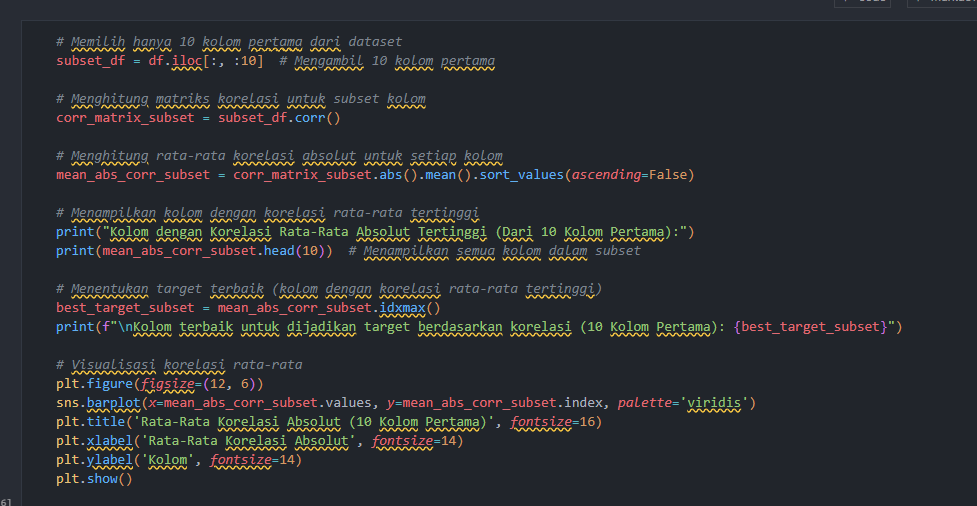 # Memilih hanya 10 kolom pertama dari dataset
subset_df = df.iloc[:, :10]  # Mengambil 10 kolom pertama
# Menghitung matriks korelasi untuk subset kolom
corr_matrix_subset = subset_df.corr()
# Menghitung rata-rata korelasi absolut untuk setiap kolom
mean_abs_corr_subset = corr_matrix_subset.abs().mean().sort_values(ascending=False)
# Menampilkan kolom dengan korelasi rata-rata tertinggi
print("Kolom dengan Korelasi Rata-Rata Absolut Tertinggi (Dari 10 Kolom Pertama):")
print(mean_abs_corr_subset.head(10))  # Menampilkan semua kolom dalam subset
# Menentukan target terbaik (kolom dengan korelasi rata-rata tertinggi)
best_target_subset = mean_abs_corr_subset.idxmax()
print(f"\nKolom terbaik untuk dijadikan target berdasarkan korelasi (10 Kolom Pertama): {best_target_subset}")
# Visualisasi korelasi rata-rata
plt.figure(figsize=(12, 6))
sns.barplot(x=mean_abs_corr_subset.values, y=mean_abs_corr_subset.index, palette='viridis')
plt.title('Rata-Rata Korelasi Absolut (10 Kolom Pertama)', fontsize=16)
plt.xlabel('Rata-Rata Korelasi Absolut', fontsize=14)
plt.ylabel('Kolom', fontsize=14)
plt.show()
6]